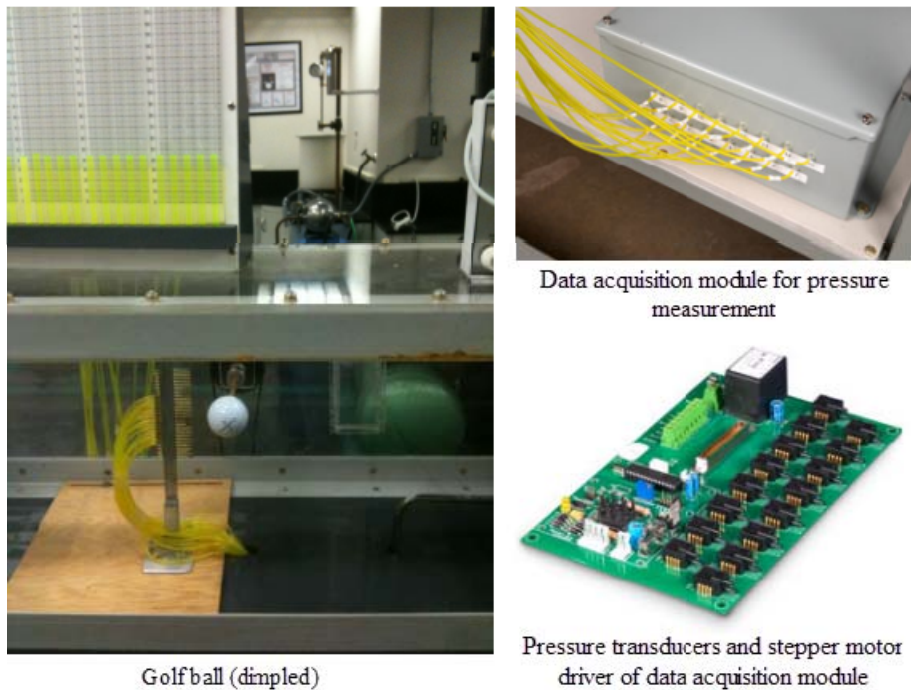 Data acquisition module for pressure
measurement
Golf ball (dimpled)
Pressure transducers and stepper motor
driver of data acquisition module